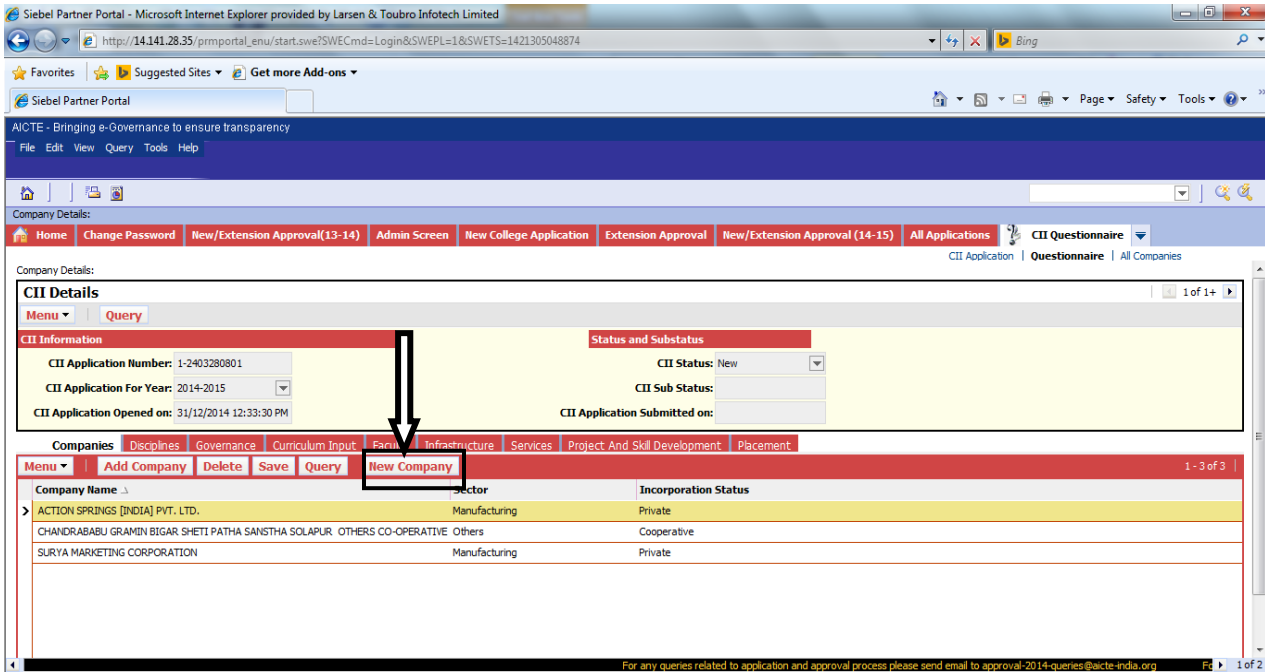 Siebel Partner Portal - Microsoft Internet Explorer provided by Larsen & Toubro Infotech Limited
http://14.141.28.35/prmportal_enu/start.swe?SWECmd=Login&SWEPL=1&SWETS=1421305048874
Bing
Favorites Suggested Sites Get more Add-ons
Siebel Partner Portal
Page Safety Tools
AICTE - Bringing e-Governance to ensure transparency
File Edit View Query Tools Help
Company Details:
Home Change Password New/Extension Approval(13-14) Admin Screen New College Application Extension Approval New/Extension Approval (14-15) All Applications CII Questionnaire
CII Application | Questionnaire | All Companies
Company Details:
CII Details 1 of 1+
Menu Query
CII Information Status and Substatus
CII Application Number: 1-2403280801 CII Status: New
CII Application For Year: 2014-2015 CII Sub Status:
CII Application Opened on: 31/12/2014 12:33:30 PM CII Application Submitted on:
Companies Disciplines Governance Curriculum Input Infrastructure Services Project And Skill Development Placement
Menu Add Company Delete Save Query New Company 1 - 3 of 3
Company Name Sector Incorporation Status
ACTION SPRINGS [INDIA] PVT. LTD. Manufacturing Private
CHANDRABABU GRAMIN BIGAR SHETI PATHA SANSTHA SOLAPUR OTHERS CO-OPERATIVE Others Cooperative
SURYA MARKETING CORPORATION Manufacturing Private
For any queries related to application and approval process please send email to approval-2014-queries@aicte-india.org 1 of 2